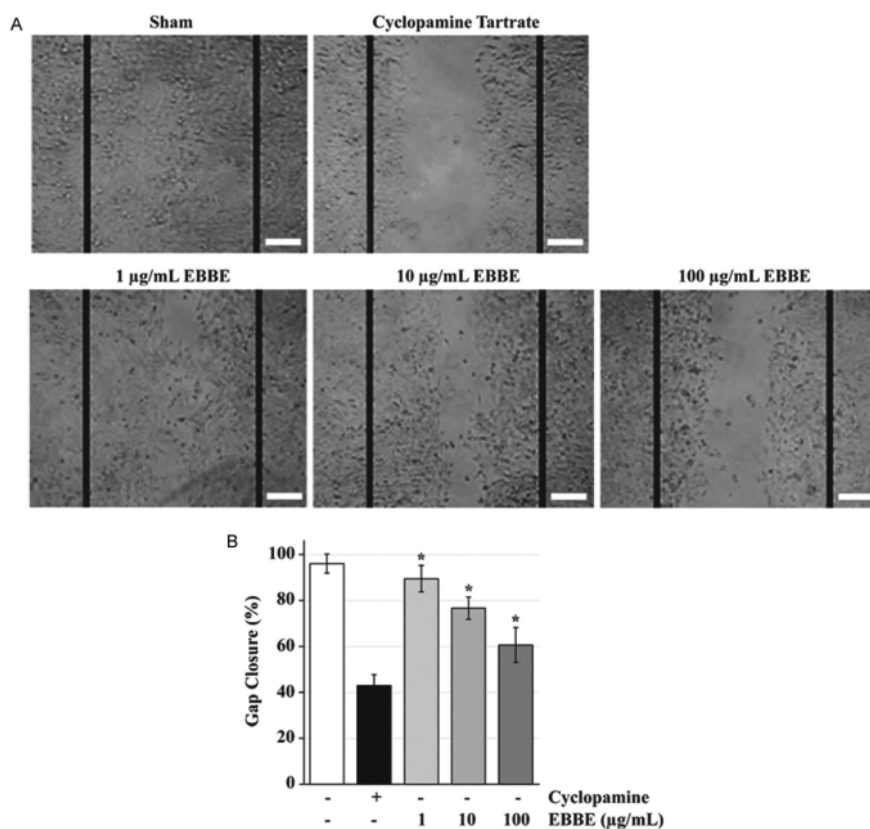 A
Sham
Cyclopamine Tartrate
1 µg/mL EBBE
10 µg/mL EBBE
100 µg/mL EBBE
B
Gap Closure (%)
100
80
60
40
20
0
* * *
- + - - - Cyclopamine
- - 1 10 100 EBBE (µg/mL)